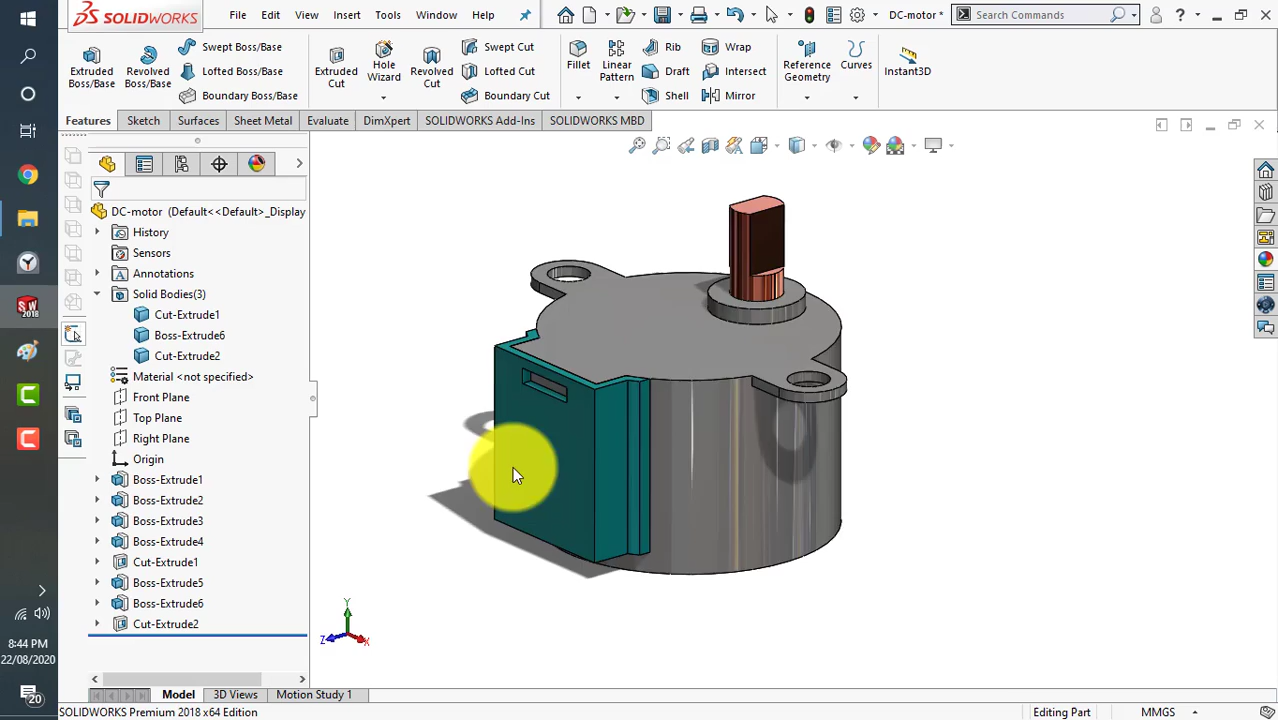 SOLIDWORKS File Edit View Insert Tools Window Help DC-motor * Search Commands ?
Extruded Boss/Base
Revolved Boss/Base
Swept Boss/Base
Lofted Boss/Base
Boundary Boss/Base
Extruded Cut
Hole Wizard
Revolved Cut
Swept Cut
Lofted Cut
Boundary Cut
Fillet
Linear Pattern
Rib
Draft
Shell
Wrap
Intersect
Mirror
Reference Geometry
Curves
Instant3D
Features Sketch Surfaces Sheet Metal Evaluate DimXpert SOLIDWORKS Add-Ins SOLIDWORKS MBD
DC-motor (Default<<Default>_Display
History
Sensors
Annotations
Solid Bodies(3)
Cut-Extrude1
Boss-Extrude6
Cut-Extrude2
Material <not specified>
Front Plane
Top Plane
Right Plane
Origin
Boss-Extrude1
Boss-Extrude2
Boss-Extrude3
Boss-Extrude4
Cut-Extrude1
Boss-Extrude5
Boss-Extrude6
Cut-Extrude2
Y
Z X
SW
2018
8:44 PM
22/08/2020
20
Model 3D Views Motion Study 1
SOLIDWORKS Premium 2018 x64 Edition Editing Part MMGS